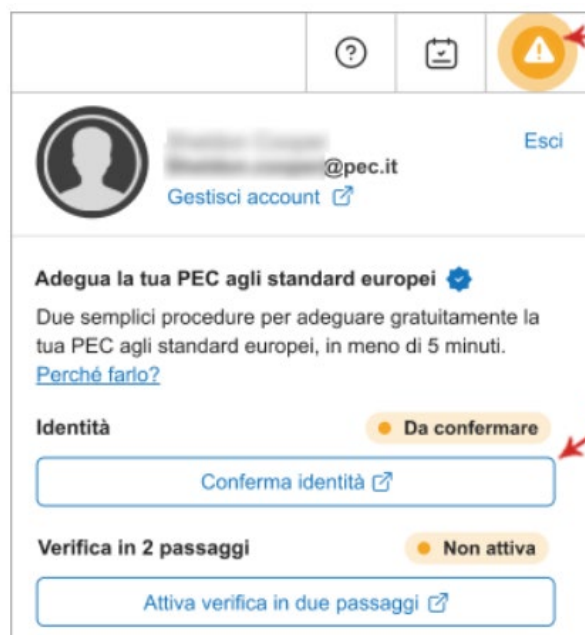 Esci
@pec.it
Gestisci account
Adegua la tua PEC agli standard europei
Due semplici procedure per adeguare gratuitamente la
tua PEC agli standard europei, in meno di 5 minuti.
Perché farlo?
Identità
Da confermare
Conferma identità
Verifica in 2 passaggi
Non attiva
Attiva verifica in due passaggi